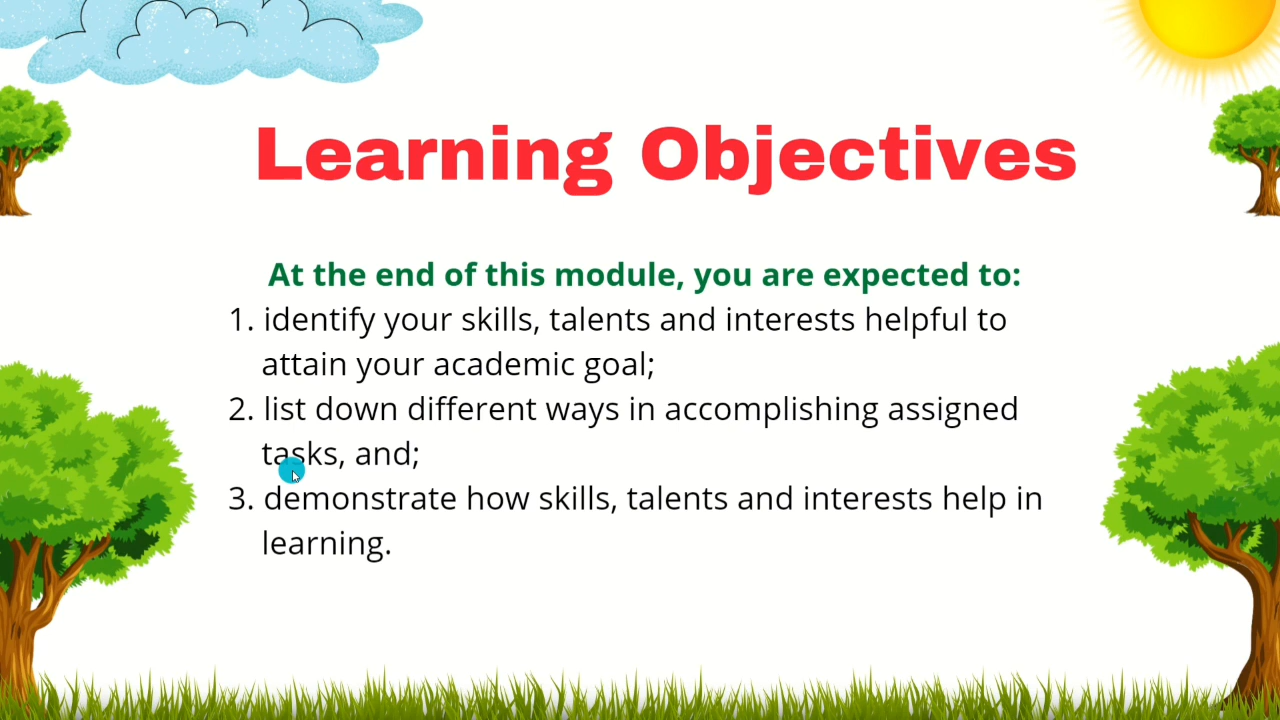 Learning Objectives
At the end of this module, you are expected to:
1. identify your skills, talents and interests helpful to
attain your academic goal;
2. list down different ways in accomplishing assigned
tasks, and;
3. demonstrate how skills, talents and interests help in
learning.